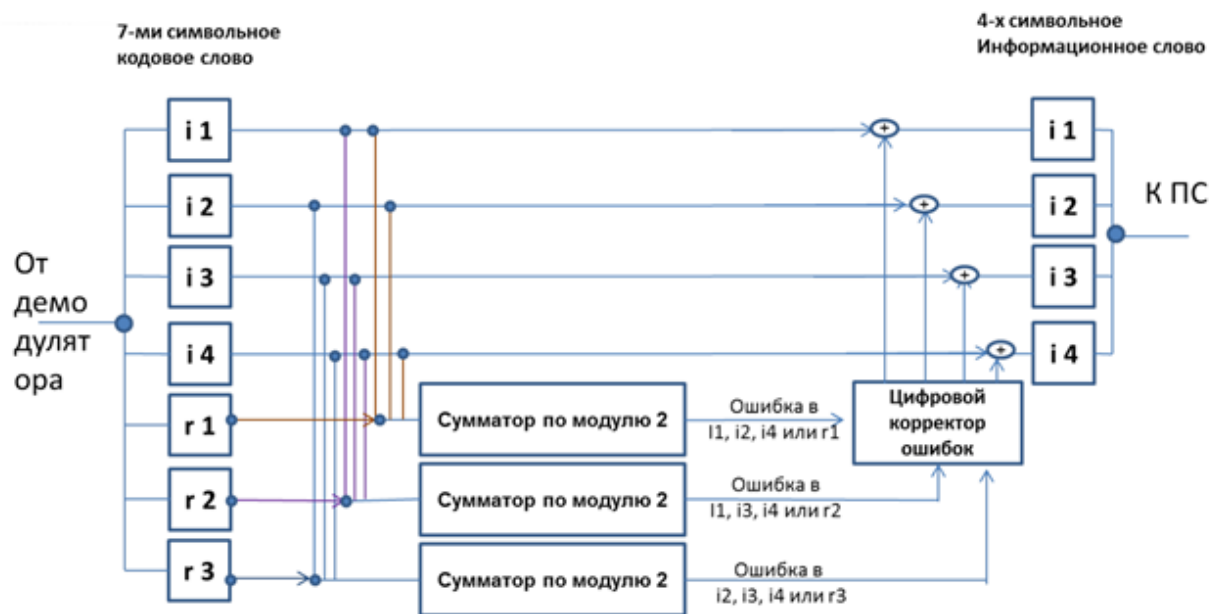 7-ми символьное
кодовое слово
4-х символьное
Информационное слово
i 1
i 2
i 3
i 4
r 1
r 2
r 3
От
демо
дулят
ора
+
+
+
+
i 1
i 2
i 3
i 4
К ПС
Сумматор по модулю 2
Ошибка в
I1, i2, i4 или r1
Цифровой
корректор
ошибок
Сумматор по модулю 2
Ошибка в
I1, i3, i4 или r2
Сумматор по модулю 2
Ошибка в
i2, i3, i4 или r3